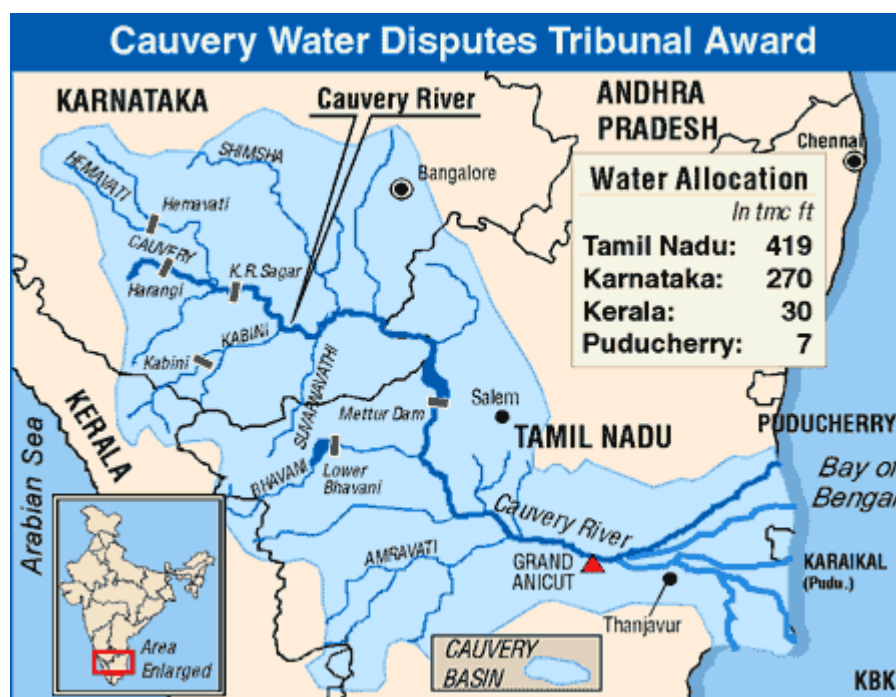 Cauvery Water Disputes Tribunal Award
KARNATAKA
Cauvery River
ANDHRA
PRADESH
Chennai
HEMAVATI
SHIMSHA
Bangalore
Hemavati
CAUVERY
Harangi
K.R.Sagar
KABINI
Kabini
Water Allocation
In tmc ft
Tamil Nadu: 419
Karnataka: 270
Kerala: 30
Puducherry: 7
KERALA
Arabian Sea
SUVARNAVATHI
Mettur Dam
Salem
TAMIL NADU
PUDUCHERRY
BHAVANI
Lower
Bhavani
Bay of
Bengal
Cauvery River
AMRAVATI
GRAND
ANICUT
KARAIKAL
(Pudu.)
Thanjavur
Area
Enlarged
CAUVERY
BASIN
KBK